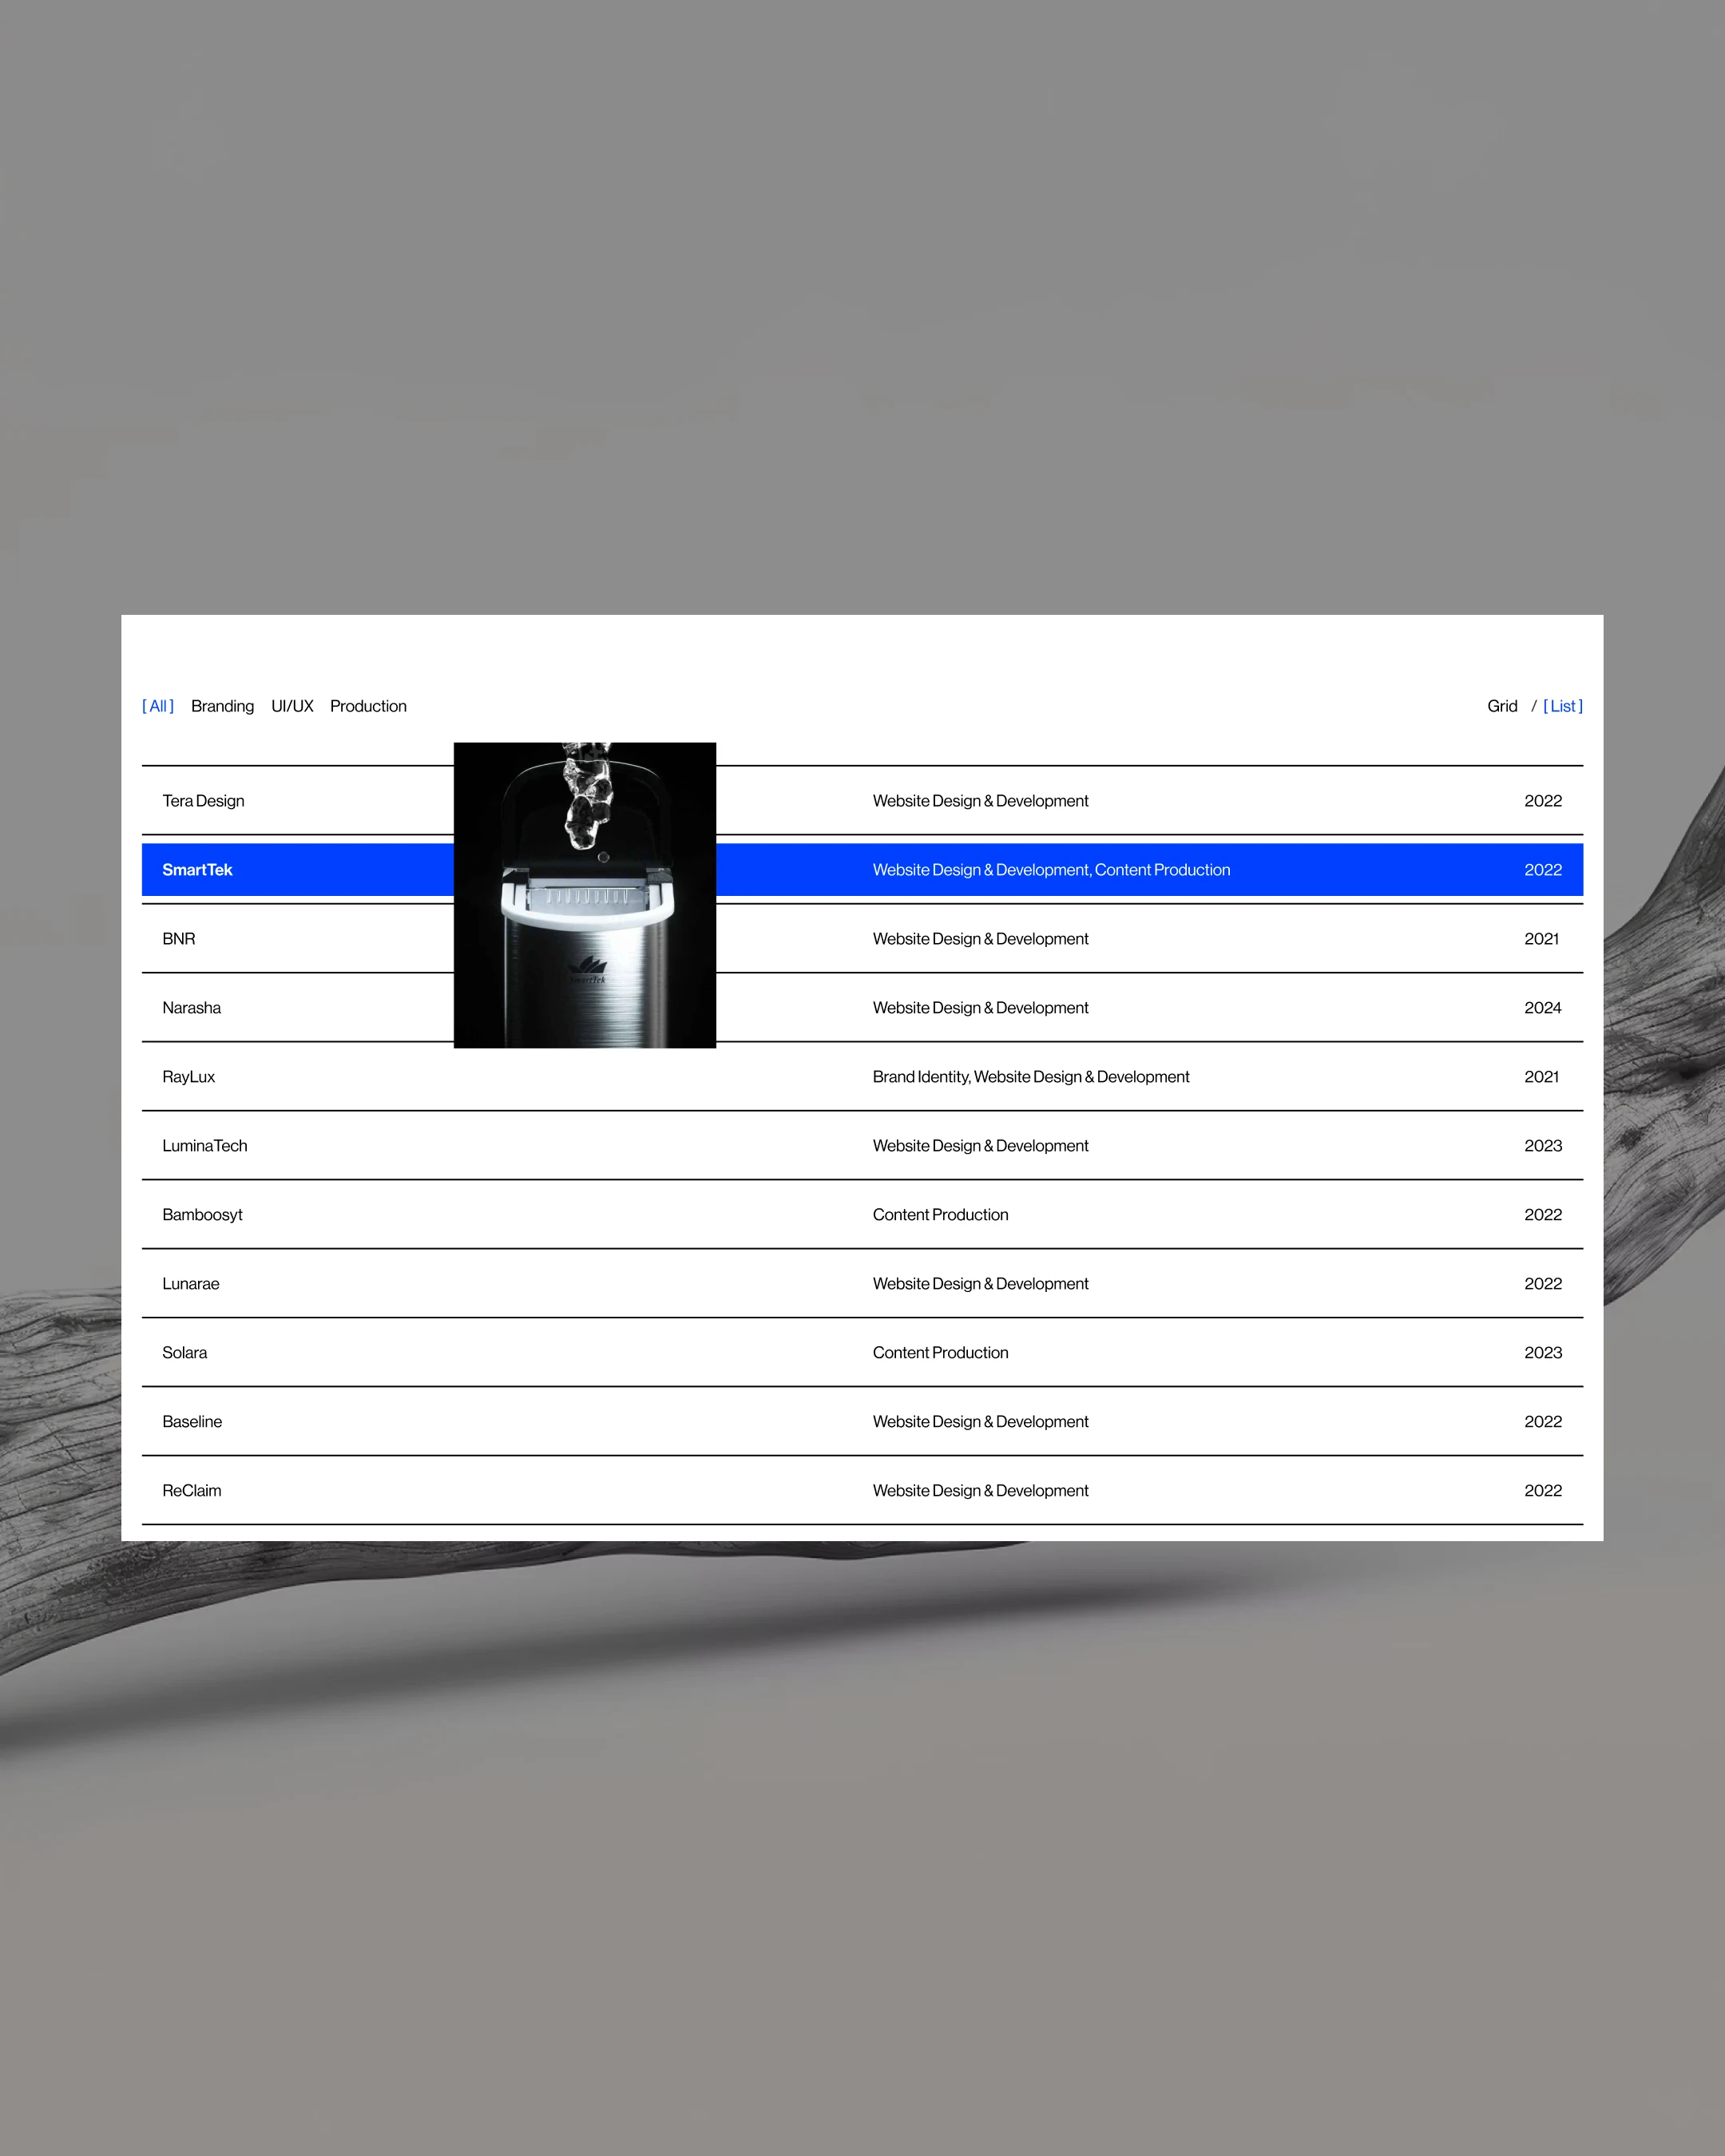 [ All ] Branding UI/UX Production Grid / [ List ]
Tera Design Website Design & Development 2022
SmartTek Website Design & Development, Content Production 2022
BNR Website Design & Development 2021
SmartTek
Narasha Website Design & Development 2024
RayLux Brand Identity, Website Design & Development 2021
LuminaTech Website Design & Development 2023
Bamboosyt Content Production 2022
Lunarae Website Design & Development 2022
Solara Content Production 2023
Baseline Website Design & Development 2022
ReClaim Website Design & Development 2022